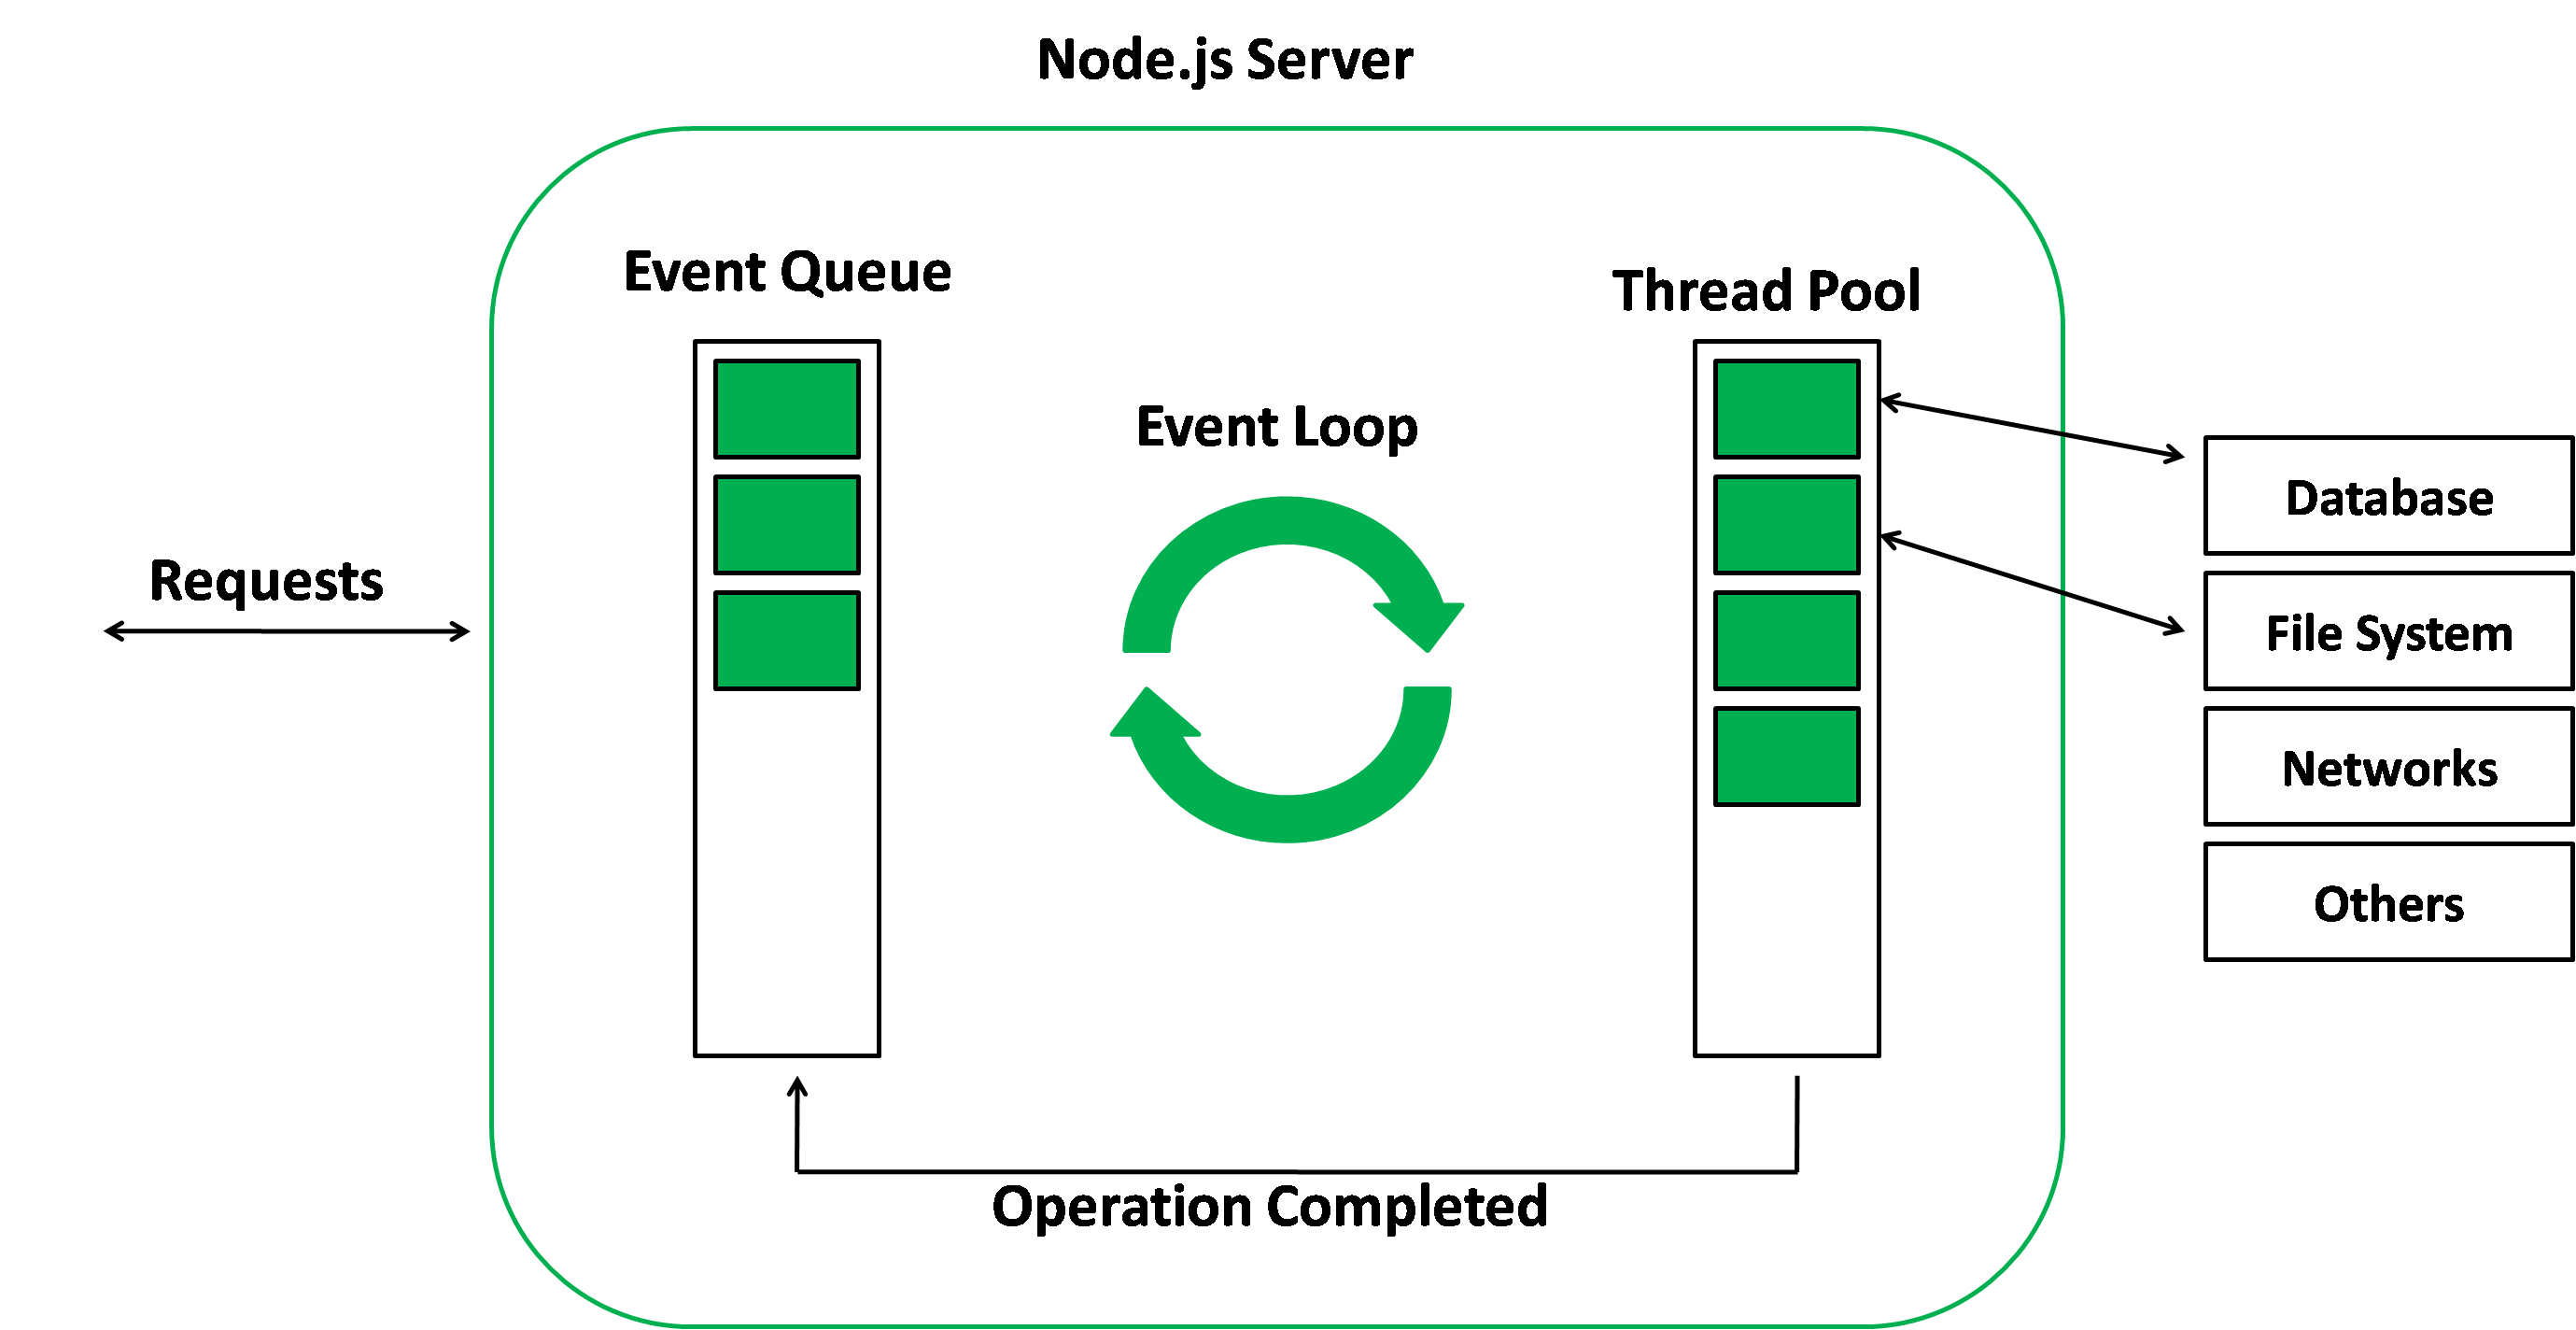 Node.js Server
Event Queue
Thread Pool
Event Loop
Requests
Database
File System
Networks
Others
Operation Completed